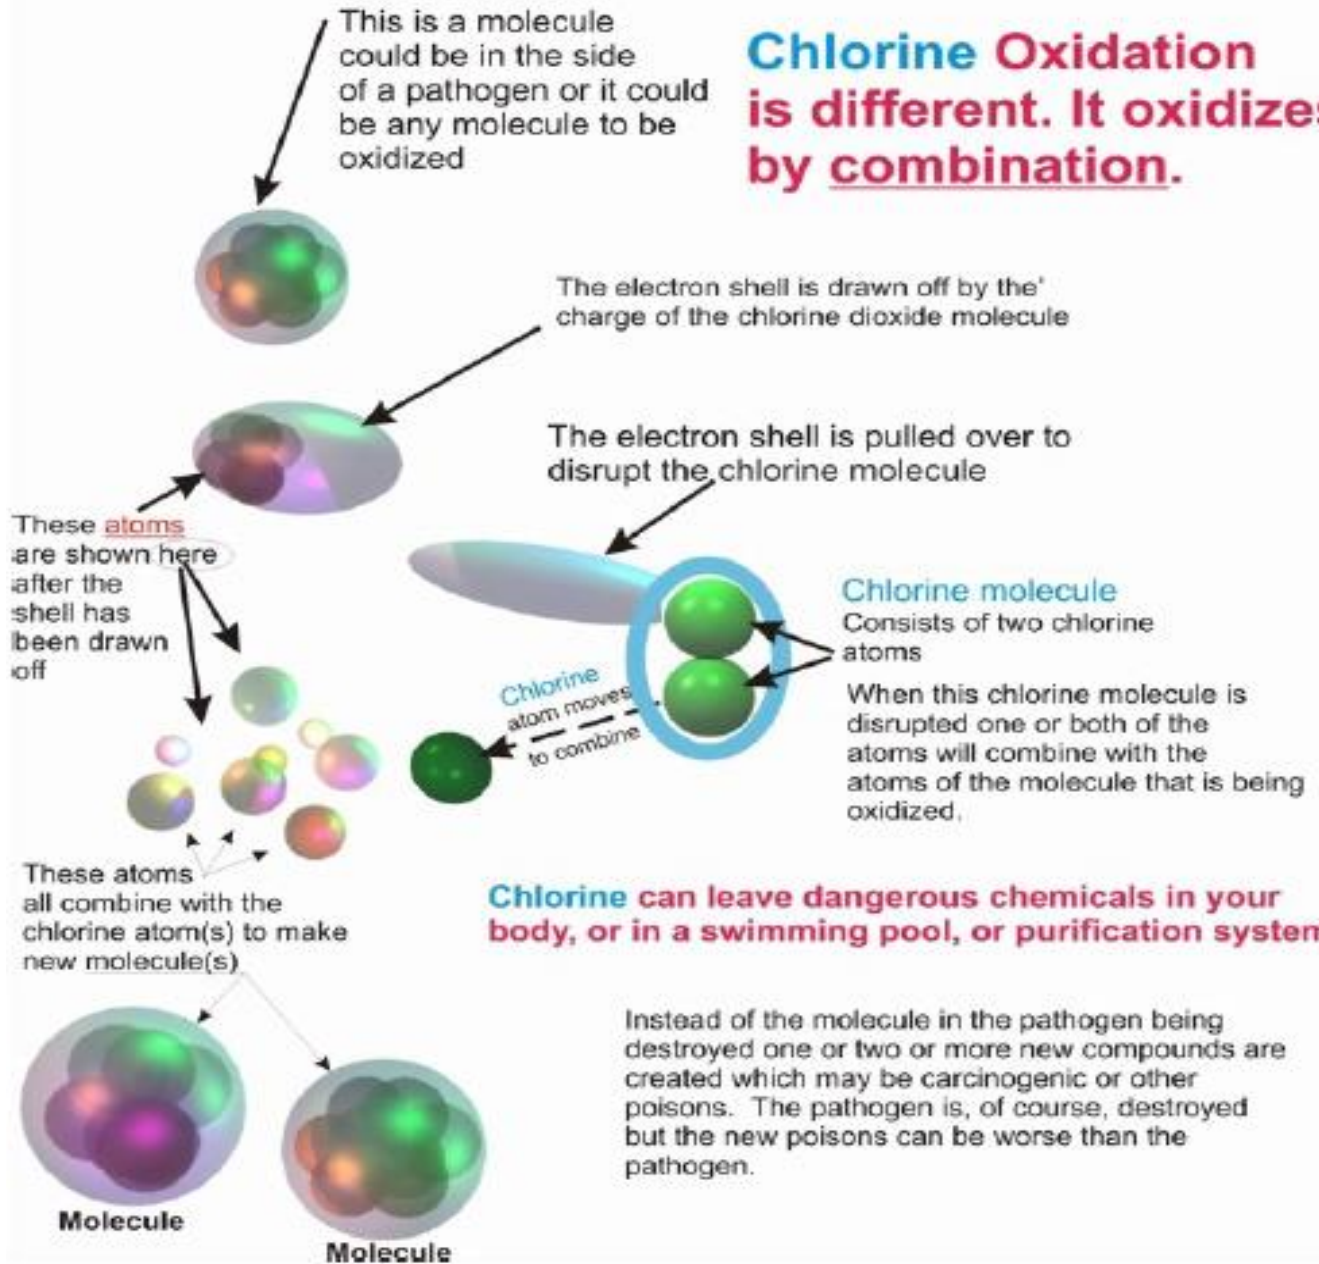 This is a molecule
could be in the side
of a pathogen or it could
be any molecule to be
oxidized
Chlorine Oxidation
is different. It oxidizes
by combination.
The electron shell is drawn off by the'
charge of the chlorine dioxide molecule
The electron shell is pulled over to
disrupt the chlorine molecule
These atoms
are shown here
after the
shell has
been drawn
off
Chlorine molecule
Consists of two chlorine
atoms
When this chlorine molecule is
disrupted one or both of the
atoms will combine with the
atoms of the molecule that is being
oxidized.
Chlorine
atom moves
to combine
These atoms
all combine with the
chlorine atom(s) to make
new molecule(s)
Chlorine can leave dangerous chemicals in your
body, or in a swimming pool, or purification system
Instead of the molecule in the pathogen being
destroyed one or two or more new compounds are
created which may be carcinogenic or other
poisons. The pathogen is, of course, destroyed
but the new poisons can be worse than the
pathogen.
Molecule
Molecule